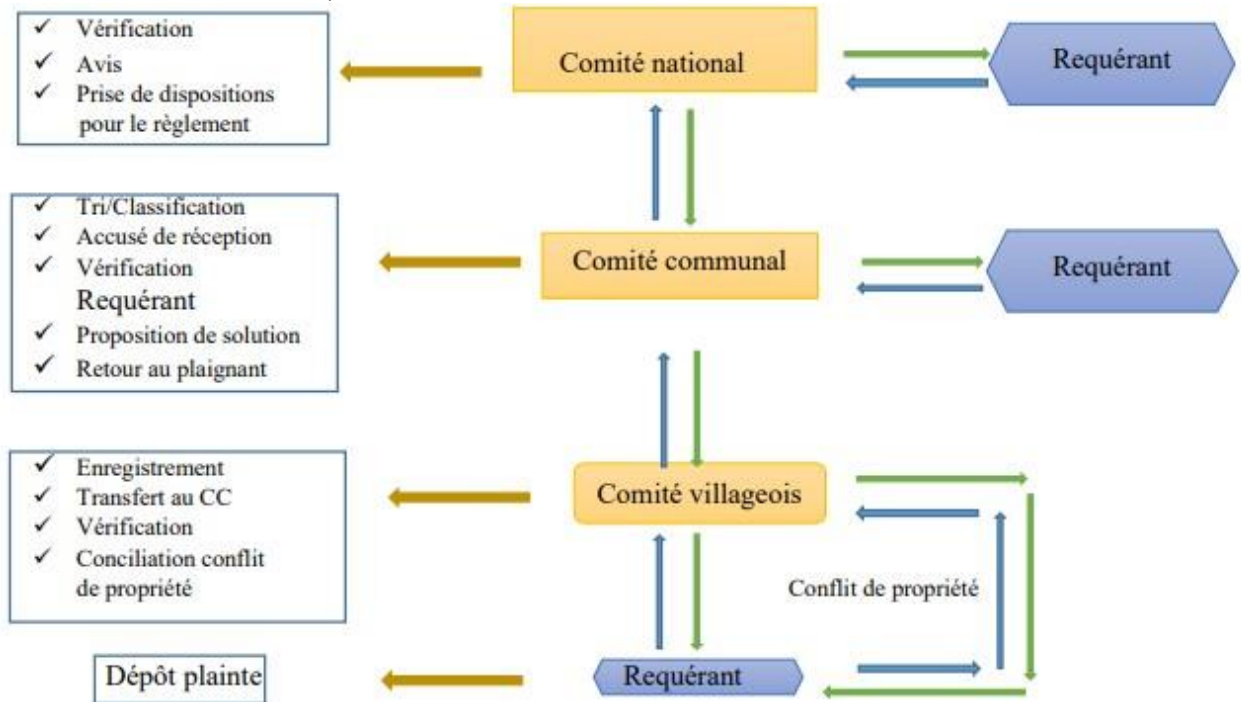 ✓ Vérification
✓ Avis
✓ Prise de dispositions
pour le règlement
Comité national
Requérant
✓ Tri/Classification
✓ Accusé de réception
✓ Vérification
Requérant
✓ Proposition de solution
✓ Retour au plaignant
Comité communal
Requérant
✓ Enregistrement
✓ Transfert au CC
✓ Vérification
✓ Conciliation conflit
de propriété
Comité villageois
Conflit de propriété
Dépôt plainte
Requérant